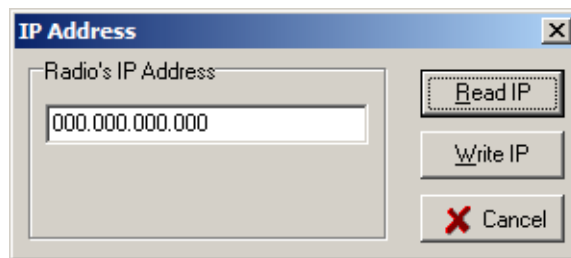 IP Address
Radio's IP Address
000.000.000.000
Read IP
Write IP
Cancel